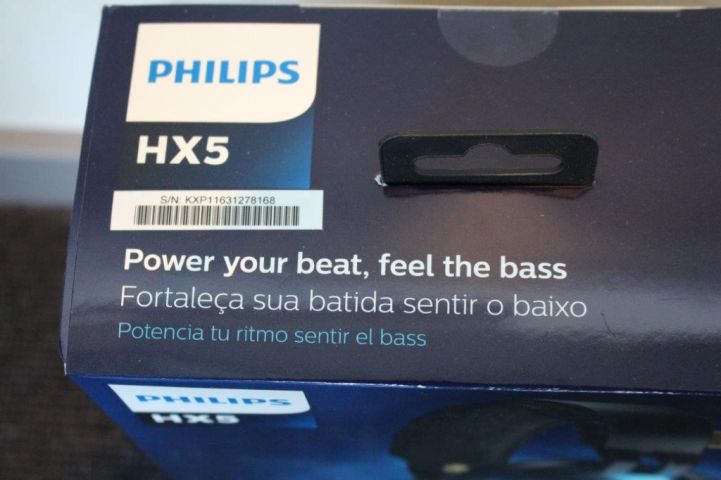 PHILIPS
HX5
S/N: KXP11631278168
Power your beat, feel the bass
Fortaleça sua batida sentir o baixo
Potencia tu ritmo sentir el bass
PHILIPS
HX5